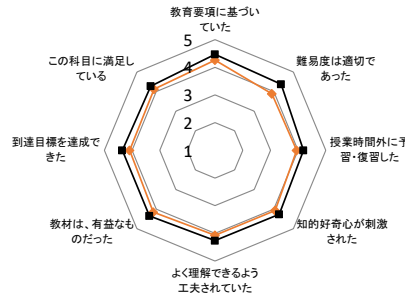 教育要項に基づい
ていた
難易度は適切で
あった
授業時間外に予
習・復習した
知的好奇心が刺激
された
よく理解できるよう
工夫されていた
教材は、有益なも
のだった
到達目標を達成で
きた
この科目に満足し
ている
5
4
3
2
1